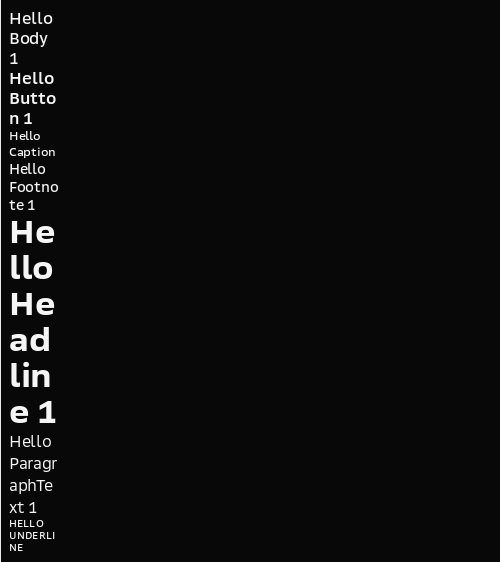 Hello
Body
1
Hello
Butto
n 1
Hello
Caption
Hello
Footno
te 1
He
llo
He
ad
lin
e 1
Hello
Paragr
aphTe
xt 1
HELLO
UNDERLI
NE